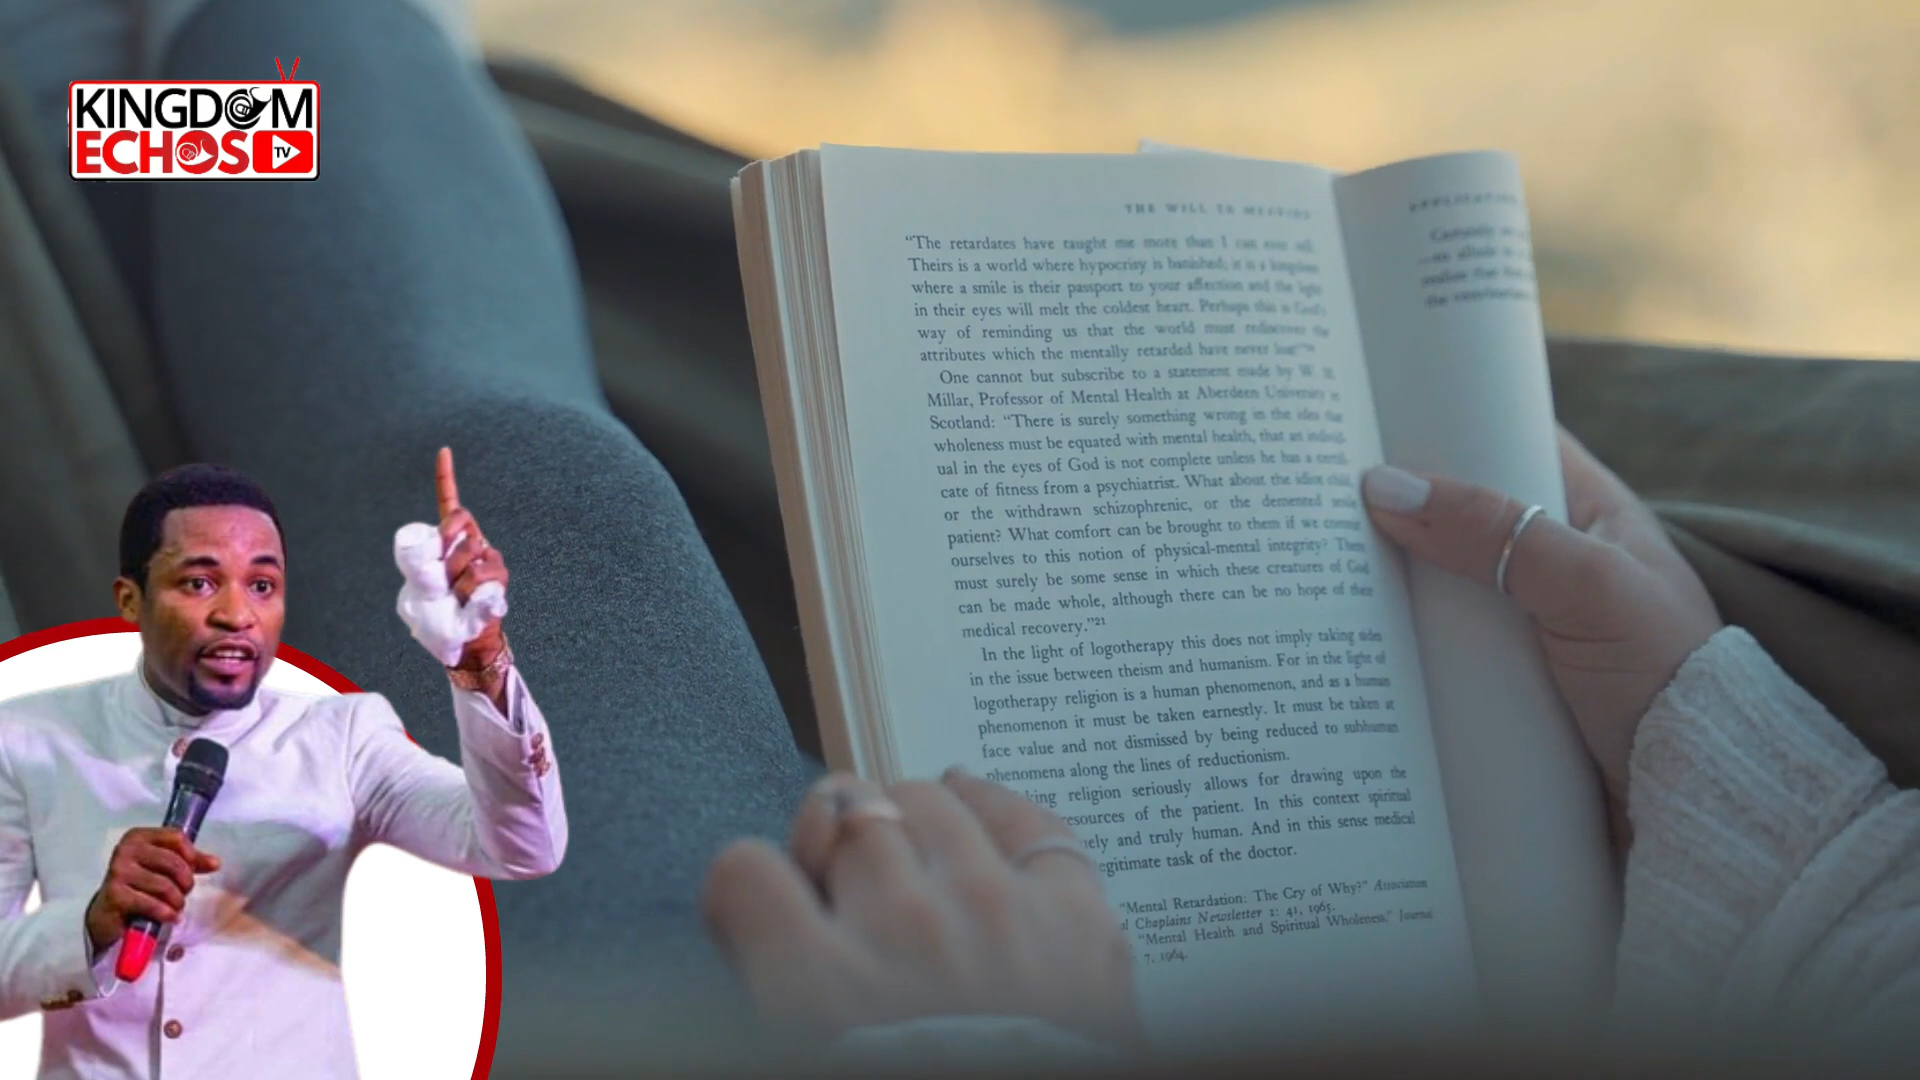 KINGDOM
ECHOS TV
THE WILL TO MEANING
"The retardates have taught me more than I can ever tell.
Theirs is a world where hypocrisy is banished; it is a kingdom
where a smile is their passport to your affection and the light
in their eyes will melt the coldest heart. Perhaps this is God's
way of reminding us that the world must rediscover the
attributes which the mentally retarded have never lost."
One cannot but subscribe to a statement made by W.
Millar, Professor of Mental Health at Aberdeen University in
Scotland: "There is surely something wrong in the idea that
wholeness must be equated with mental health, that an individ-
ual in the eyes of God is not complete unless he has a certifi-
cate of fitness from a psychiatrist. What about the idiot child,
or the withdrawn schizophrenic, or the demented senile
patient? What comfort can be brought to them if we commit
ourselves to this notion of physical-mental integrity? There
must surely be some sense in which these creatures of God
can be made whole, although there can be no hope of their
medical recovery."21
In the light of logotherapy this does not imply taking sides
in the issue between theism and humanism. For in the light of
logotherapy religion is a human phenomenon, and as a human
phenomenon it must be taken earnestly. It must be taken at
face value and not dismissed by being reduced to subhuman
phenomena along the lines of reductionism.
king religion seriously allows for drawing upon the
esources of the patient. In this context spiritual
ely and truly human. And in this sense medical
egitimate task of the doctor.
"Mental Retardation: The Cry of Why?" Association
al Chaplains Newsletter 1: 41, 1965.
"Mental Health and Spiritual Wholeness," Journal
7, 1964.